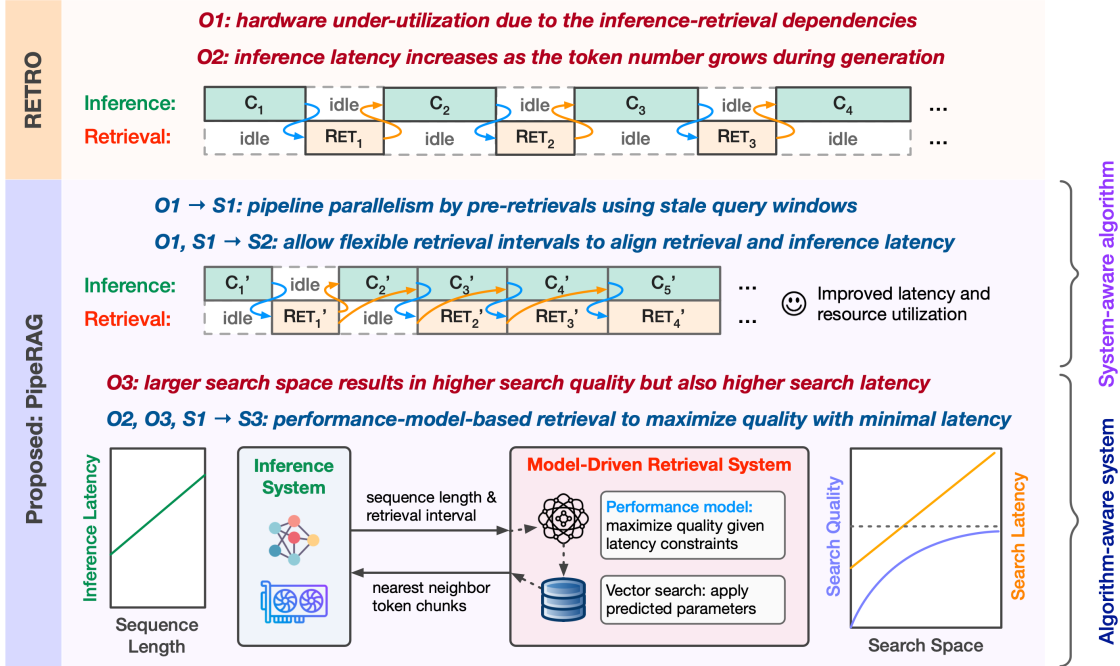 RETRO
O1: hardware under-utilization due to the inference-retrieval dependencies
O2: inference latency increases as the token number grows during generation
Inference: C1 idle C2 idle C3 idle C4 ...
Retrieval: idle RET1 idle RET2 idle RET3 idle ...
Proposed: PipeRAG
O1 → S1: pipeline parallelism by pre-retrievals using stale query windows
O1, S1 → S2: allow flexible retrieval intervals to align retrieval and inference latency
Inference: C1’ idle C2’ C3’ C4’ C5’ ...
Retrieval: idle RET1’ idle RET2’ RET3’ RET4’ ...
Improved latency and
resource utilization
System-aware algorithm
O3: larger search space results in higher search quality but also higher search latency
O2, O3, S1 → S3: performance-model-based retrieval to maximize quality with minimal latency
Inference Latency
Sequence
Length
Inference
System
sequence length &
retrieval interval
nearest neighbor
token chunks
Model-Driven Retrieval System
Performance model:
maximize quality given
latency constraints
Vector search: apply
predicted parameters
Search Quality
Search Latency
Search Space
Algorithm-aware system